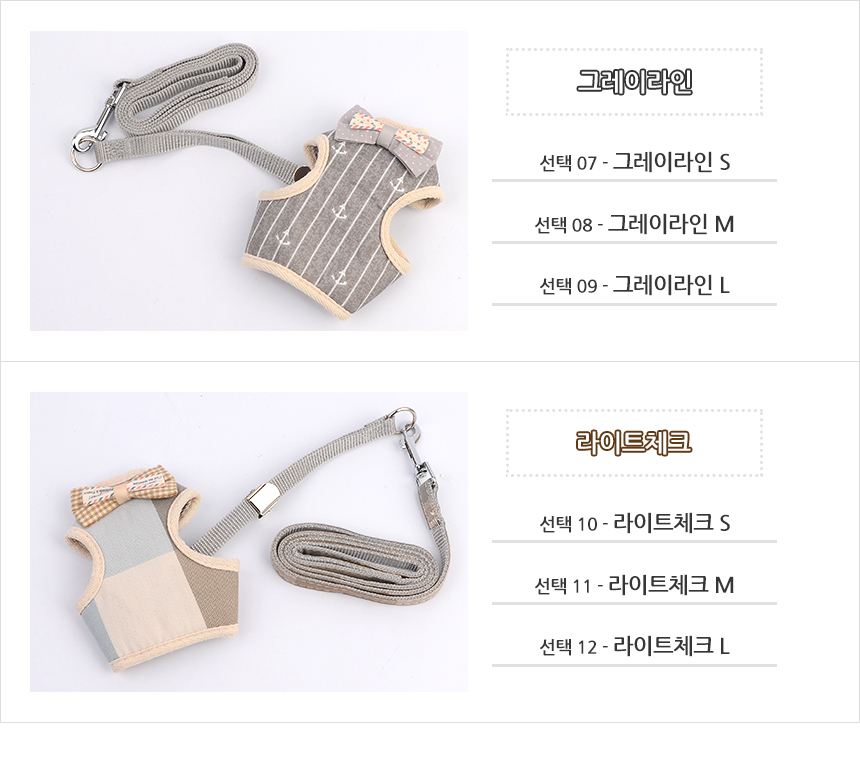 그레이라인
선택 07 - 그레이라인 S
선택 08 - 그레이라인 M
선택 09 - 그레이라인 L
라이트체크
선택 10 - 라이트체크 S
선택 11 - 라이트체크 M
선택 12 - 라이트체크 L